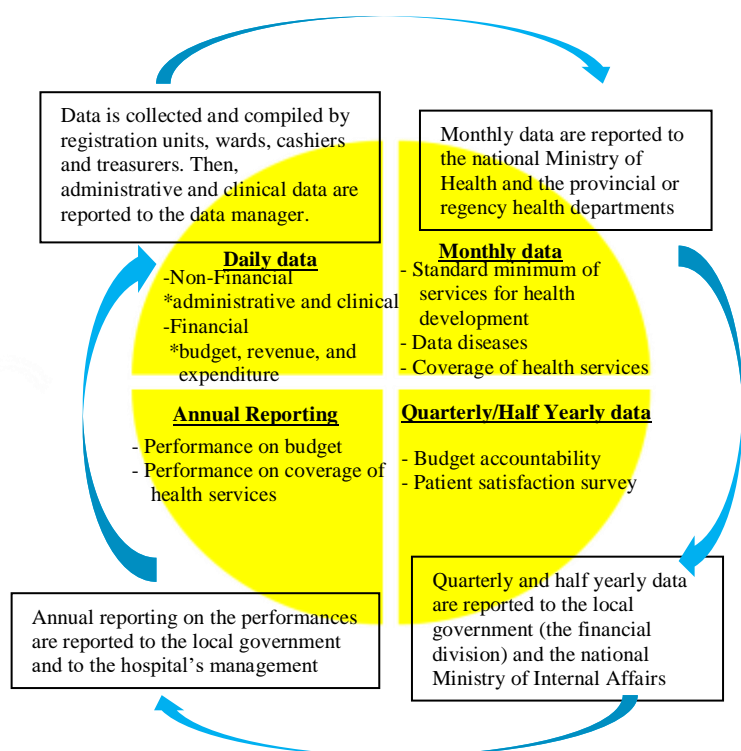 Data is collected and compiled by
registration units, wards, cashiers
and treasurers. Then,
administrative and clinical data are
reported to the data manager.
Monthly data are reported to
the national Ministry of
Health and the provincial or
regency health departments
Daily data
-Non-Financial
*administrative and clinical
-Financial
*budget, revenue, and
expenditure
Monthly data
- Standard minimum of
services for health
development
- Data diseases
- Coverage of health services
Annual Reporting
- Performance on budget
- Performance on coverage of
health services
Quarterly/Half Yearly data
- Budget accountability
- Patient satisfaction survey
Annual reporting on the performances
are reported to the local government
and to the hospital's management
Quarterly and half yearly data
are reported to the local
government (the financial
division) and the national
Ministry of Internal Affairs